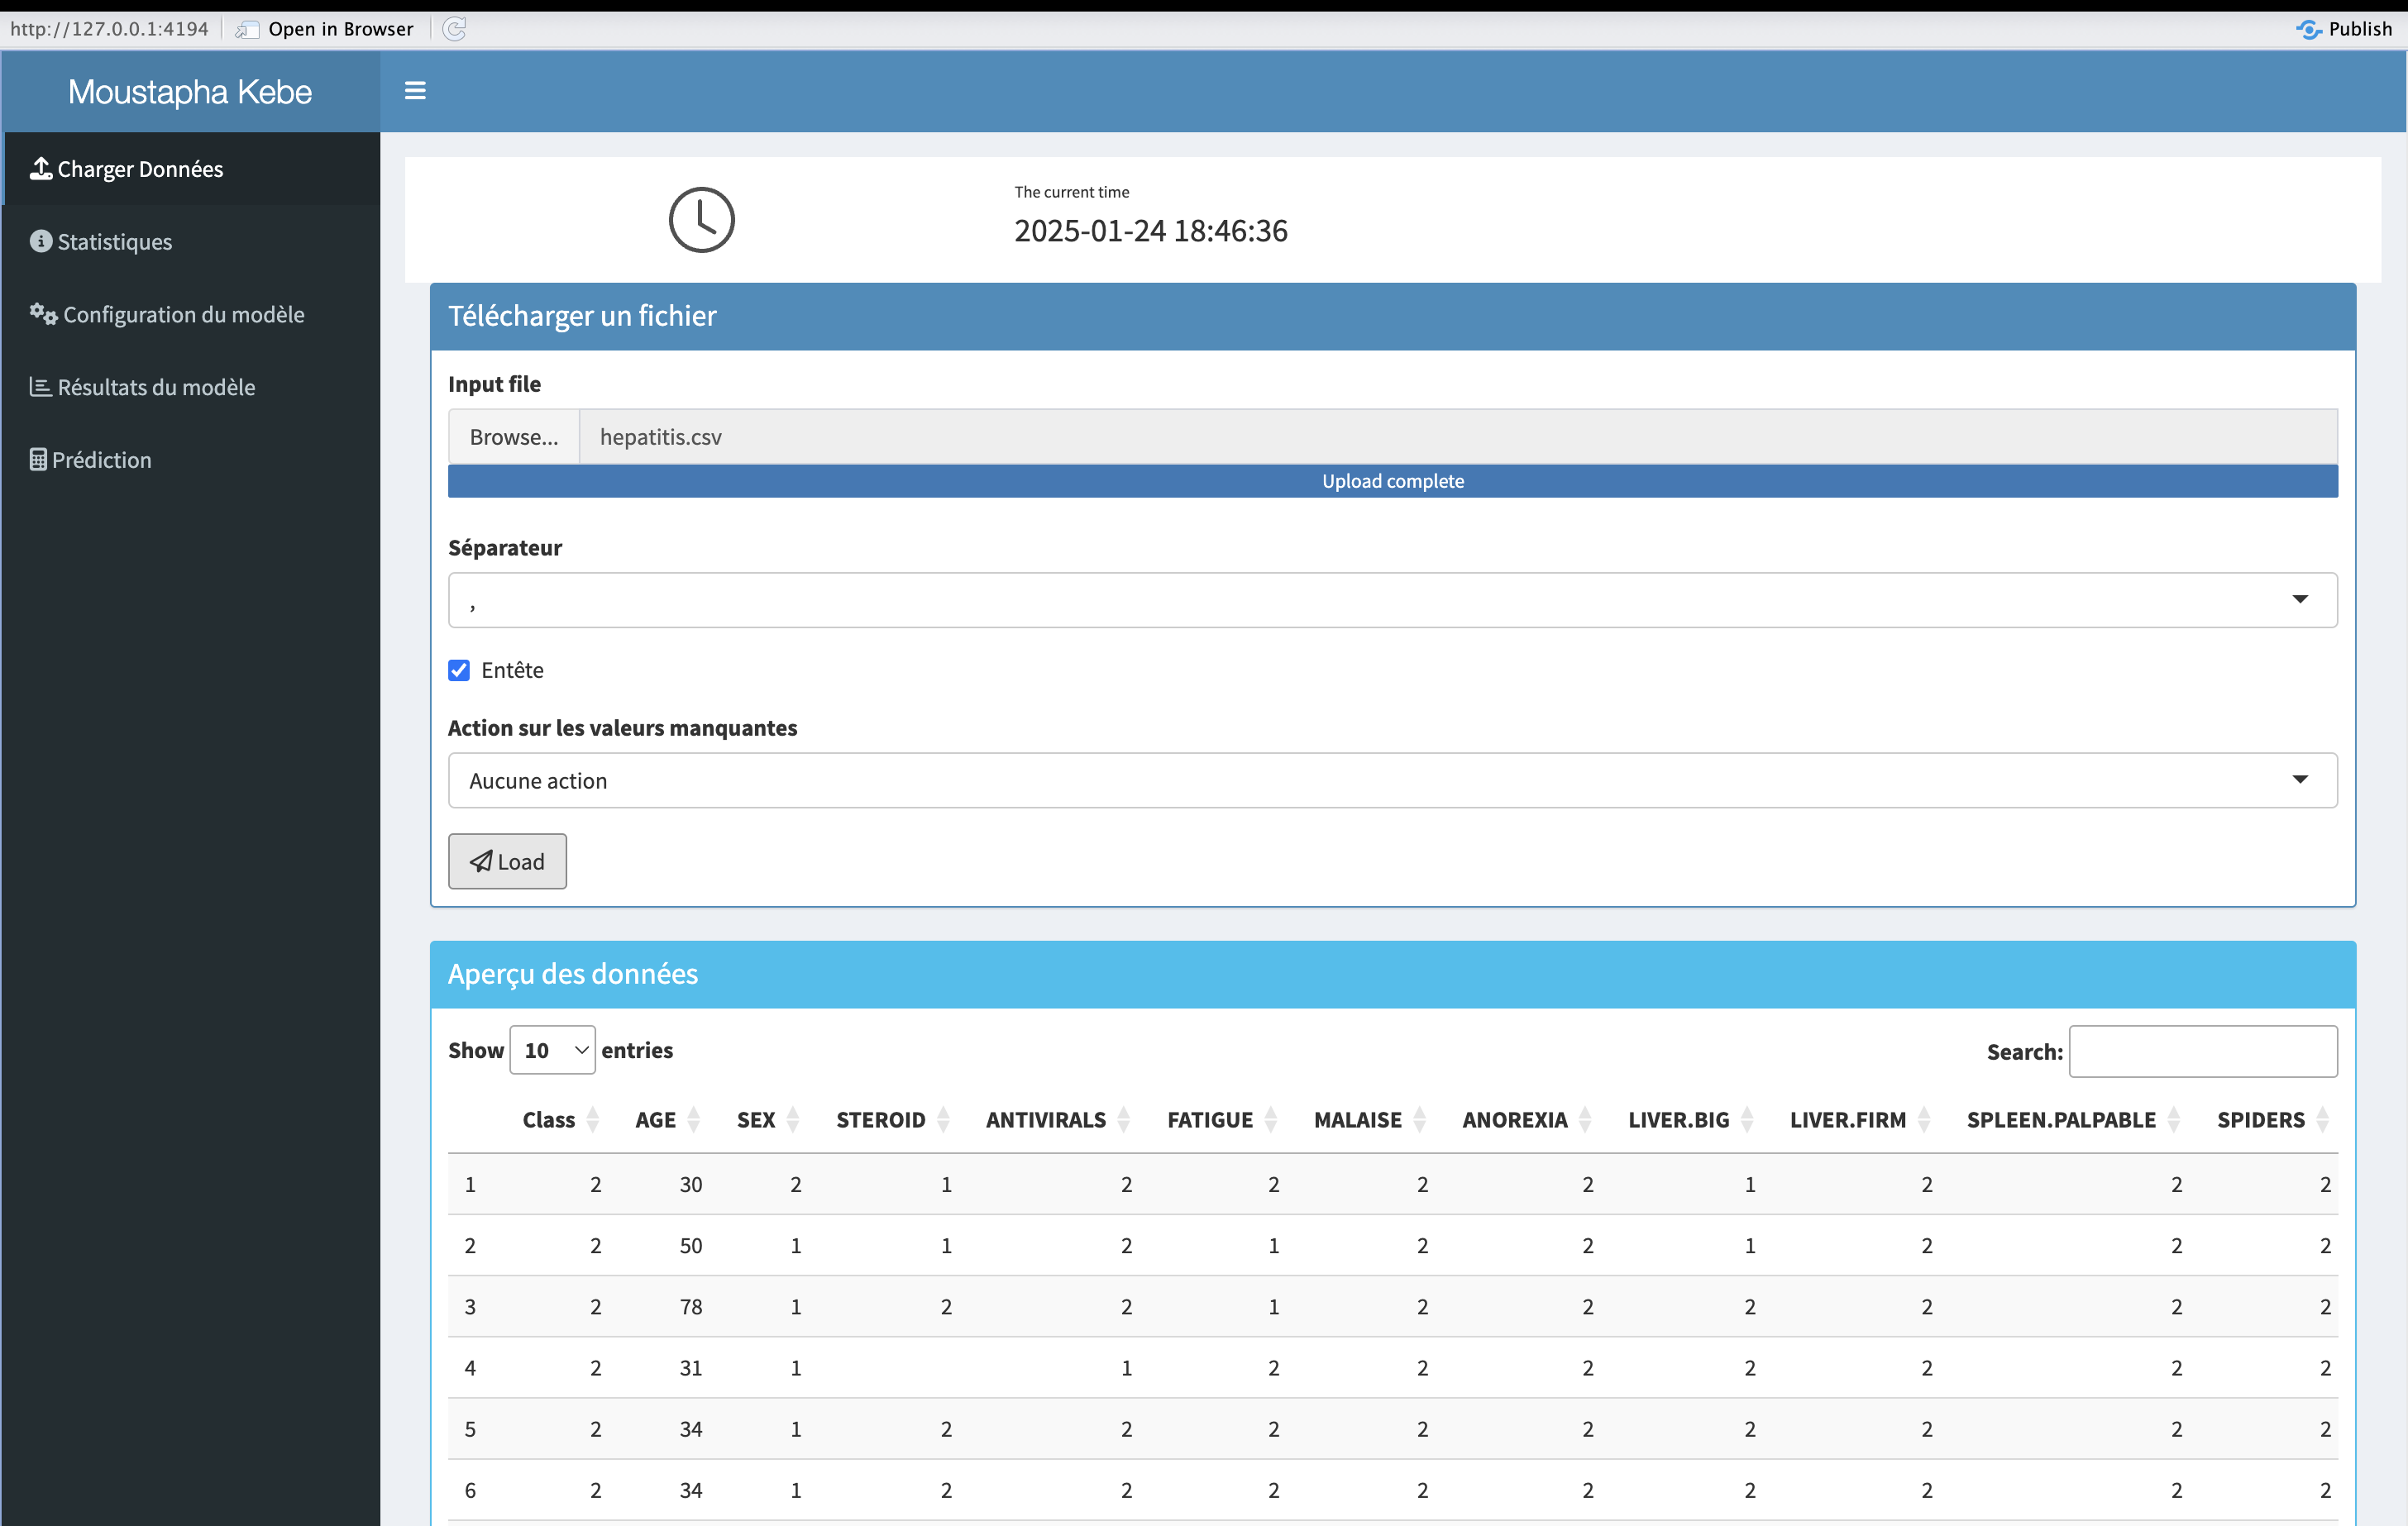 http://127.0.0.1:4194 Open in Browser Publish
Moustapha Kebe
Charger Données
Statistiques
Configuration du modèle
Résultats du modèle
Prédiction
The current time
2025-01-24 18:46:36
Télécharger un fichier
Input file
Browse... hepatitis.csv
Upload complete
Séparateur
,
Entête
Action sur les valeurs manquantes
Aucune action
Load
Aperçu des données
Show 10 entries Search:
Class AGE SEX STEROID ANTIVIRALS FATIGUE MALAISE ANOREXIA LIVER.BIG LIVER.FIRM SPLEEN.PALPABLE SPIDERS
1 2 30 2 1 2 2 2 2 1 2 2 2
2 2 50 1 1 2 1 2 2 1 2 2 2
3 2 78 1 2 2 1 2 2 2 2 2 2
4 2 31 1 1 2 2 2 2 2 2 2
5 2 34 1 2 2 2 2 2 2 2 2 2
6 2 34 1 2 2 2 2 2 2 2 2 2